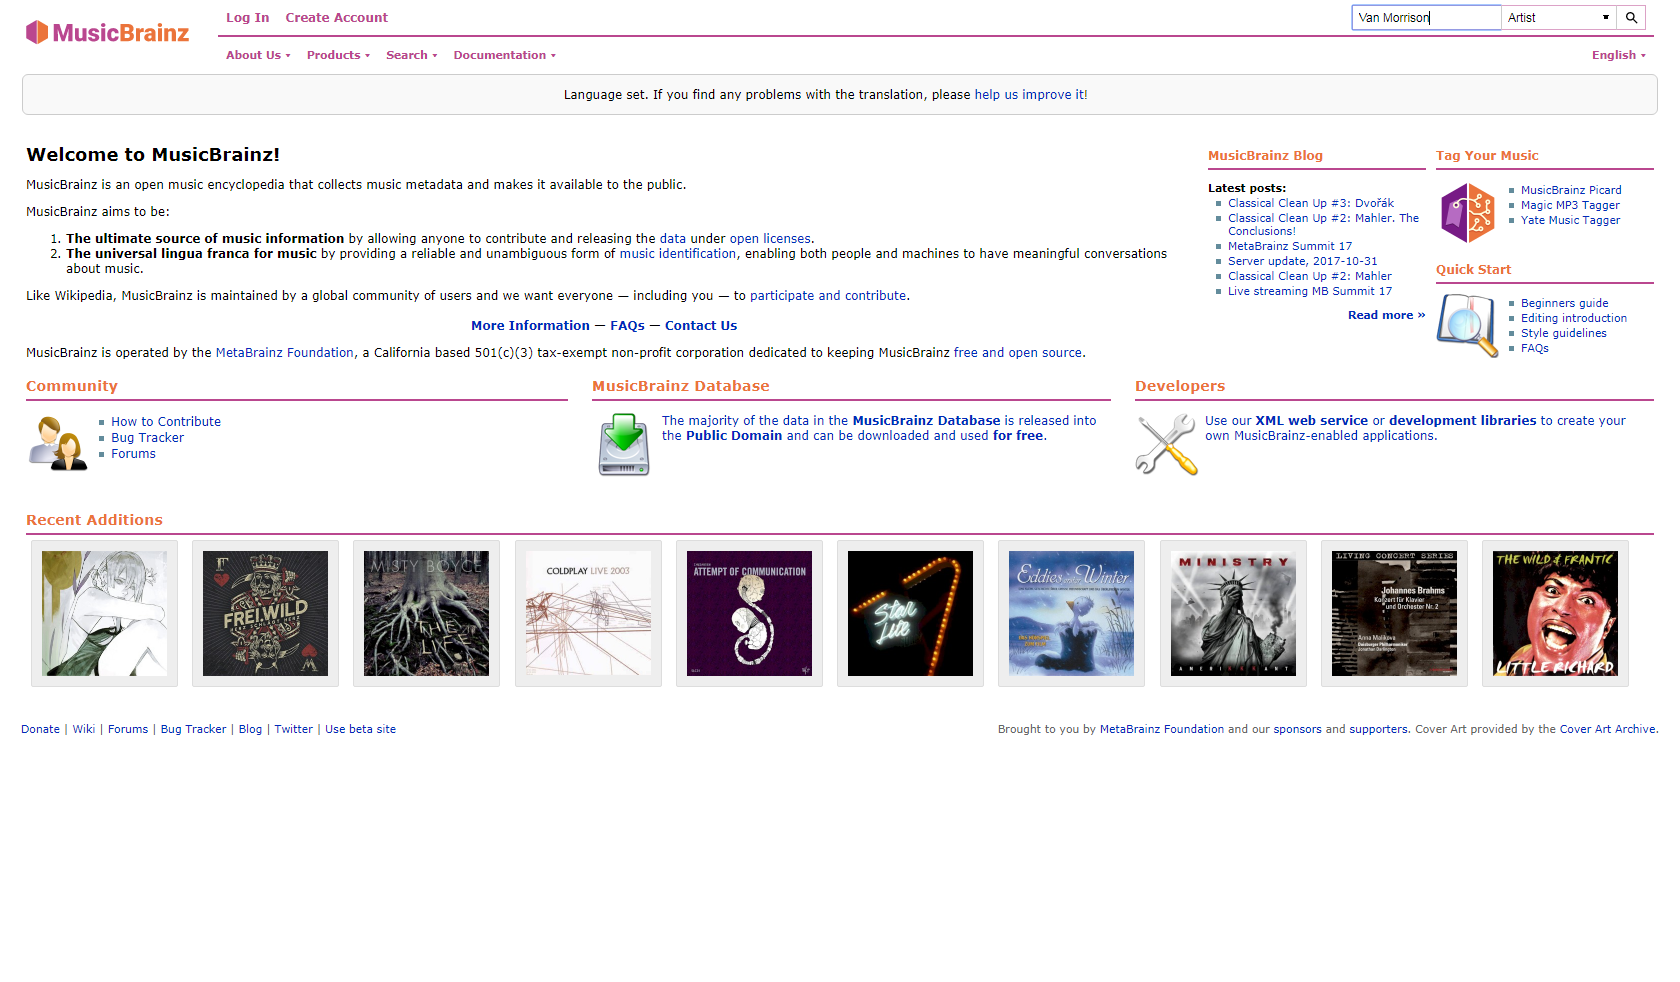 MusicBrainz
Log In Create Account
Van Morrison Artist
About Us Products Search Documentation English
Language set. If you find any problems with the translation, please help us improve it!
Welcome to MusicBrainz!
MusicBrainz is an open music encyclopedia that collects music metadata and makes it available to the public.
MusicBrainz aims to be:
1. The ultimate source of music information by allowing anyone to contribute and releasing the data under open licenses.
2. The universal lingua franca for music by providing a reliable and unambiguous form of music identification, enabling both people and machines to have meaningful conversations
about music.
Like Wikipedia, MusicBrainz is maintained by a global community of users and we want everyone — including you — to participate and contribute.
More Information — FAQs — Contact Us
MusicBrainz is operated by the MetaBrainz Foundation, a California based 501(c)(3) tax-exempt non-profit corporation dedicated to keeping MusicBrainz free and open source.
MusicBrainz Blog
Latest posts:
Classical Clean Up #3: Dvořák
Classical Clean Up #2: Mahler. The
Conclusions!
MetaBrainz Summit 17
Server update, 2017-10-31
Classical Clean Up #2: Mahler
Live streaming MB Summit 17
Read more »
Tag Your Music
MusicBrainz Picard
Magic MP3 Tagger
Yate Music Tagger
Quick Start
Beginners guide
Editing introduction
Style guidelines
FAQs
Community
How to Contribute
Bug Tracker
Forums
MusicBrainz Database
The majority of the data in the MusicBrainz Database is released into
the Public Domain and can be downloaded and used for free.
Developers
Use our XML web service or development libraries to create your
own MusicBrainz-enabled applications.
Recent Additions
F
FREI.WILD
MISTY BOYCE
THE
LIFE
COLDPLAY LIVE 2003
ATTEMPT OF COMMUNICATION
Star
Lite
Eddies erster Winter
MINISTRY
AMERIKKKANT
LIVING CONCERT SERIES
Johannes Brahms
Konzert für Klavier
und Orchester Nr. 2
Anna Malikova
Duisburger Philharmoniker
Jonathan Darlington
THE WILD & FRANTIC
LITTLE RICHARD
Donate | Wiki | Forums | Bug Tracker | Blog | Twitter | Use beta site
Brought to you by MetaBrainz Foundation and our sponsors and supporters. Cover Art provided by the Cover Art Archive.